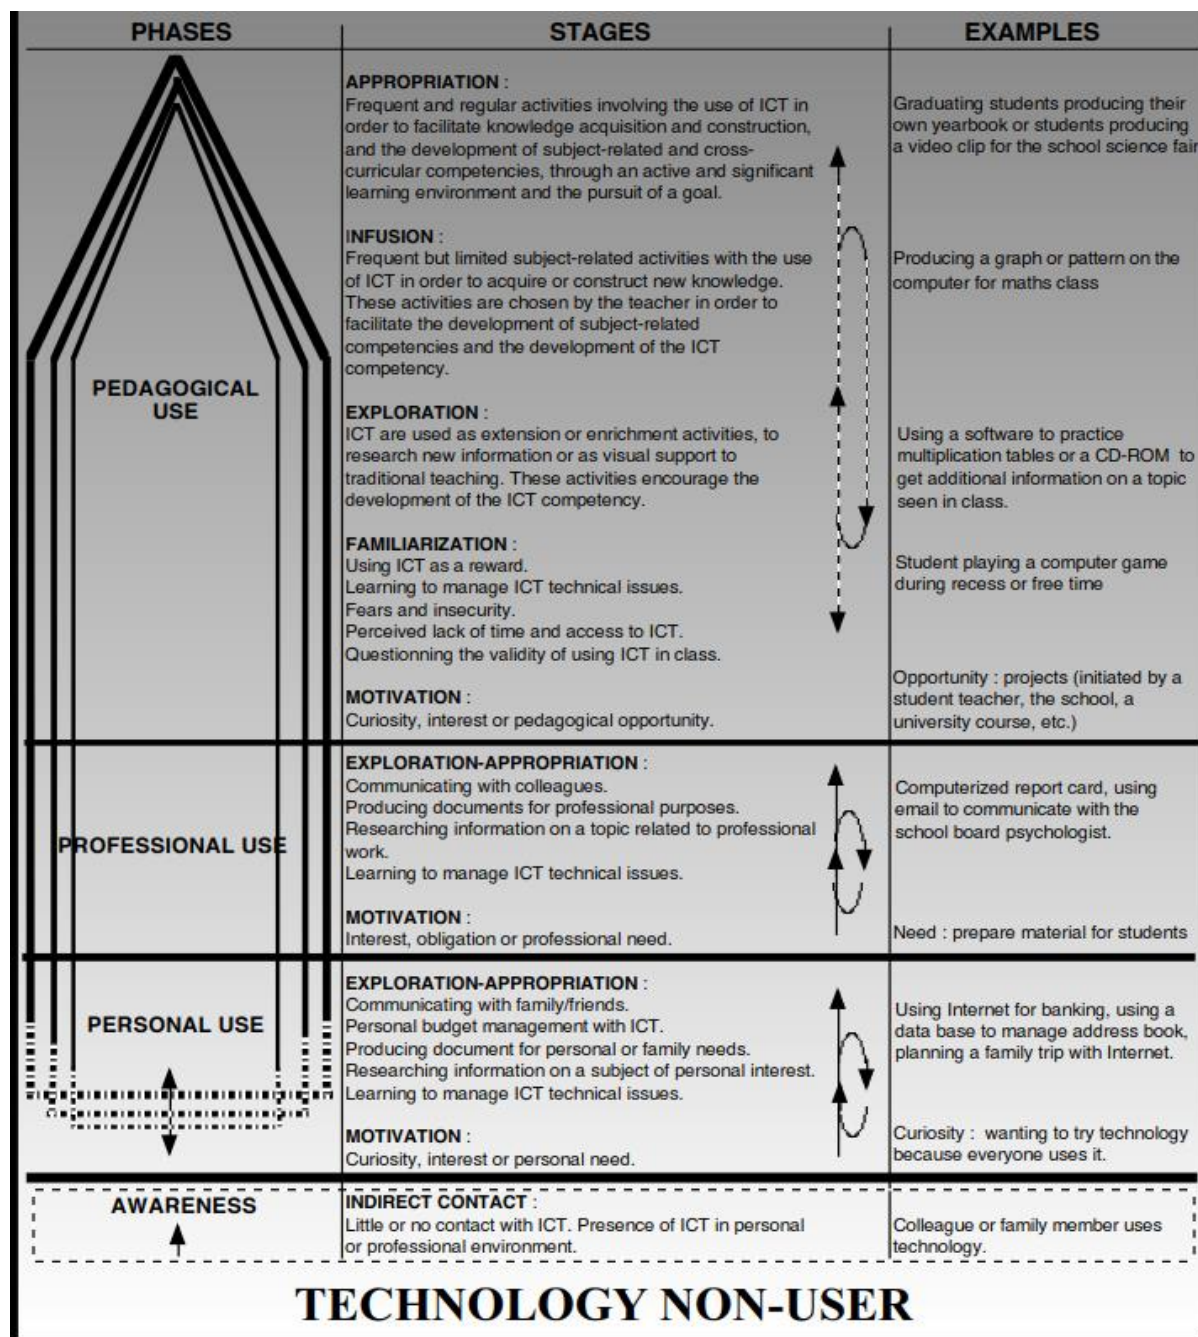 PHASES
STAGES
EXAMPLES
APPROPRIATION :
Frequent and regular activities involving the use of ICT in
order to facilitate knowledge acquisition and construction,
and the development of subject-related and cross-
curricular competencies, through an active and significant
learning environment and the pursuit of a goal.
Graduating students producing their
own yearbook or students producing
a video clip for the school science fair
INFUSION :
Frequent but limited subject-related activities with the use
of ICT in order to acquire or construct new knowledge.
These activities are chosen by the teacher in order to
facilitate the development of subject-related
competencies and the development of the ICT
competency.
Producing a graph or pattern on the
computer for maths class
PEDAGOGICAL
USE
EXPLORATION :
ICT are used as extension or enrichment activities, to
research new information or as visual support to
traditional teaching. These activities encourage the
development of the ICT competency.
Using a software to practice
multiplication tables or a CD-ROM to
get additional information on a topic
seen in class.
FAMILIARIZATION :
Using ICT as a reward.
Learning to manage ICT technical issues.
Fears and insecurity.
Perceived lack of time and access to ICT.
Questionning the validity of using ICT in class.
Student playing a computer game
during recess or free time
MOTIVATION :
Curiosity, interest or pedagogical opportunity.
Opportunity : projects (initiated by a
student teacher, the school, a
university course, etc.)
PROFESSIONAL USE
EXPLORATION-APPROPRIATION :
Communicating with colleagues.
Producing documents for professional purposes.
Researching information on a topic related to professional
work.
Learning to manage ICT technical issues.
Computerized report card, using
email to communicate with the
school board psychologist.
MOTIVATION :
Interest, obligation or professional need.
Need : prepare material for students
PERSONAL USE
EXPLORATION-APPROPRIATION :
Communicating with family/friends.
Personal budget management with ICT.
Producing document for personal or family needs.
Researching information on a subject of personal interest.
Learning to manage ICT technical issues.
Using Internet for banking, using a
data base to manage address book,
planning a family trip with Internet.
MOTIVATION :
Curiosity, interest or personal need.
Curiosity : wanting to try technology
because everyone uses it.
AWARENESS
INDIRECT CONTACT :
Little or no contact with ICT. Presence of ICT in personal
or professional environment.
Colleague or family member uses
technology.
TECHNOLOGY NON-USER